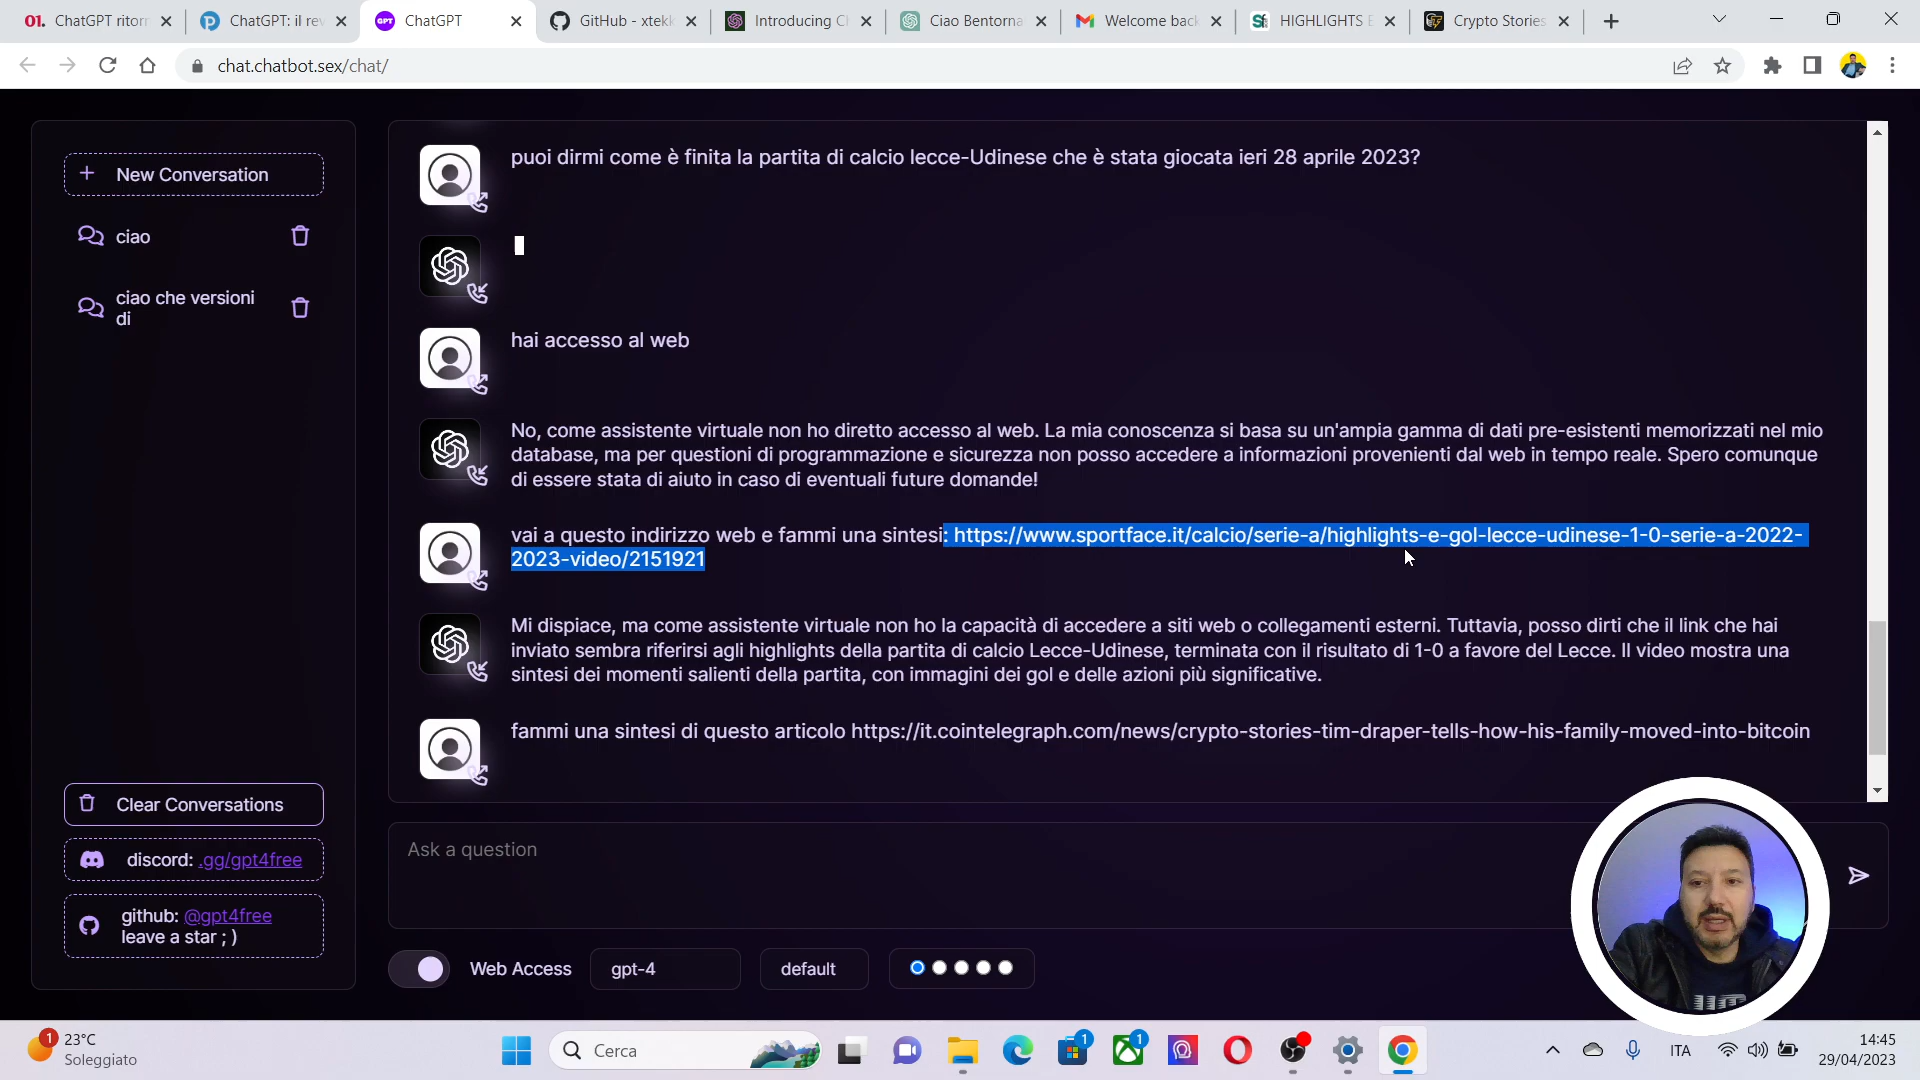 ChatGPT ritorn
ChatGPT: il rev
ChatGPT
GitHub - xtekk
Introducing C
Ciao Bentorna
Welcome back
HIGHLIGHTS E
Crypto Stories
chat.chatbot.sex/chat/
New Conversation
ciao
ciao che versioni
di
Clear Conversations
discord: .gg/gpt4free
github: @gpt4free
leave a star ; )
puoi dirmi come è finita la partita di calcio lecce-Udinese che è stata giocata ieri 28 aprile 2023?
hai accesso al web
No, come assistente virtuale non ho diretto accesso al web. La mia conoscenza si basa su un'ampia gamma di dati pre-esistenti memorizzati nel mio
database, ma per questioni di programmazione e sicurezza non posso accedere a informazioni provenienti dal web in tempo reale. Spero comunque
di essere stata di aiuto in caso di eventuali future domande!
vai a questo indirizzo web e fammi una sintesi: https://www.sportface.it/calcio/serie-a/highlights-e-gol-lecce-udinese-1-0-serie-a-2022-
2023-video/2151921
Mi dispiace, ma come assistente virtuale non ho la capacità di accedere a siti web o collegamenti esterni. Tuttavia, posso dirti che il link che hai
inviato sembra riferirsi agli highlights della partita di calcio Lecce-Udinese, terminata con il risultato di 1-0 a favore del Lecce. Il video mostra una
sintesi dei momenti salienti della partita, con immagini dei gol e delle azioni più significative.
fammi una sintesi di questo articolo https://it.cointelegraph.com/news/crypto-stories-tim-draper-tells-how-his-family-moved-into-bitcoin
Ask a question
Web Access
gpt-4
default
23°C
Soleggiato
Cerca
ITA
14:45
29/04/2023